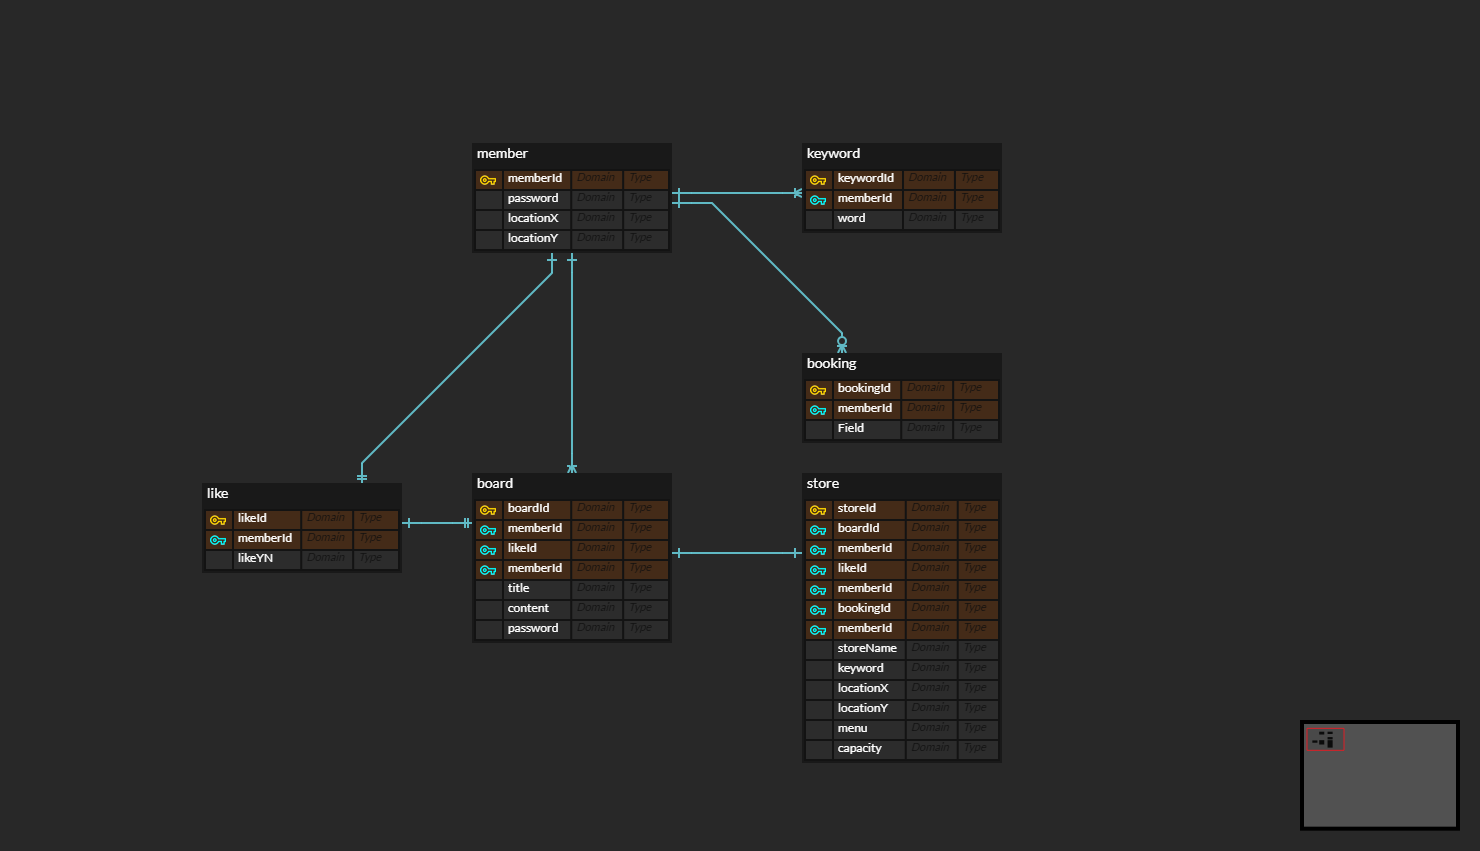 member
memberId Domain Type
password Domain Type
locationX Domain Type
locationY Domain Type
keyword
keywordId Domain Type
memberId Domain Type
word Domain Type
booking
bookingId Domain Type
memberId Domain Type
Field Domain Type
like
likeId Domain Type
memberId Domain Type
likeYN Domain Type
board
boardId Domain Type
memberId Domain Type
likeId Domain Type
memberId Domain Type
title Domain Type
content Domain Type
password Domain Type
store
storeId Domain Type
boardId Domain Type
memberId Domain Type
likeId Domain Type
memberId Domain Type
bookingId Domain Type
memberId Domain Type
storeName Domain Type
keyword Domain Type
locationX Domain Type
locationY Domain Type
menu Domain Type
capacity Domain Type